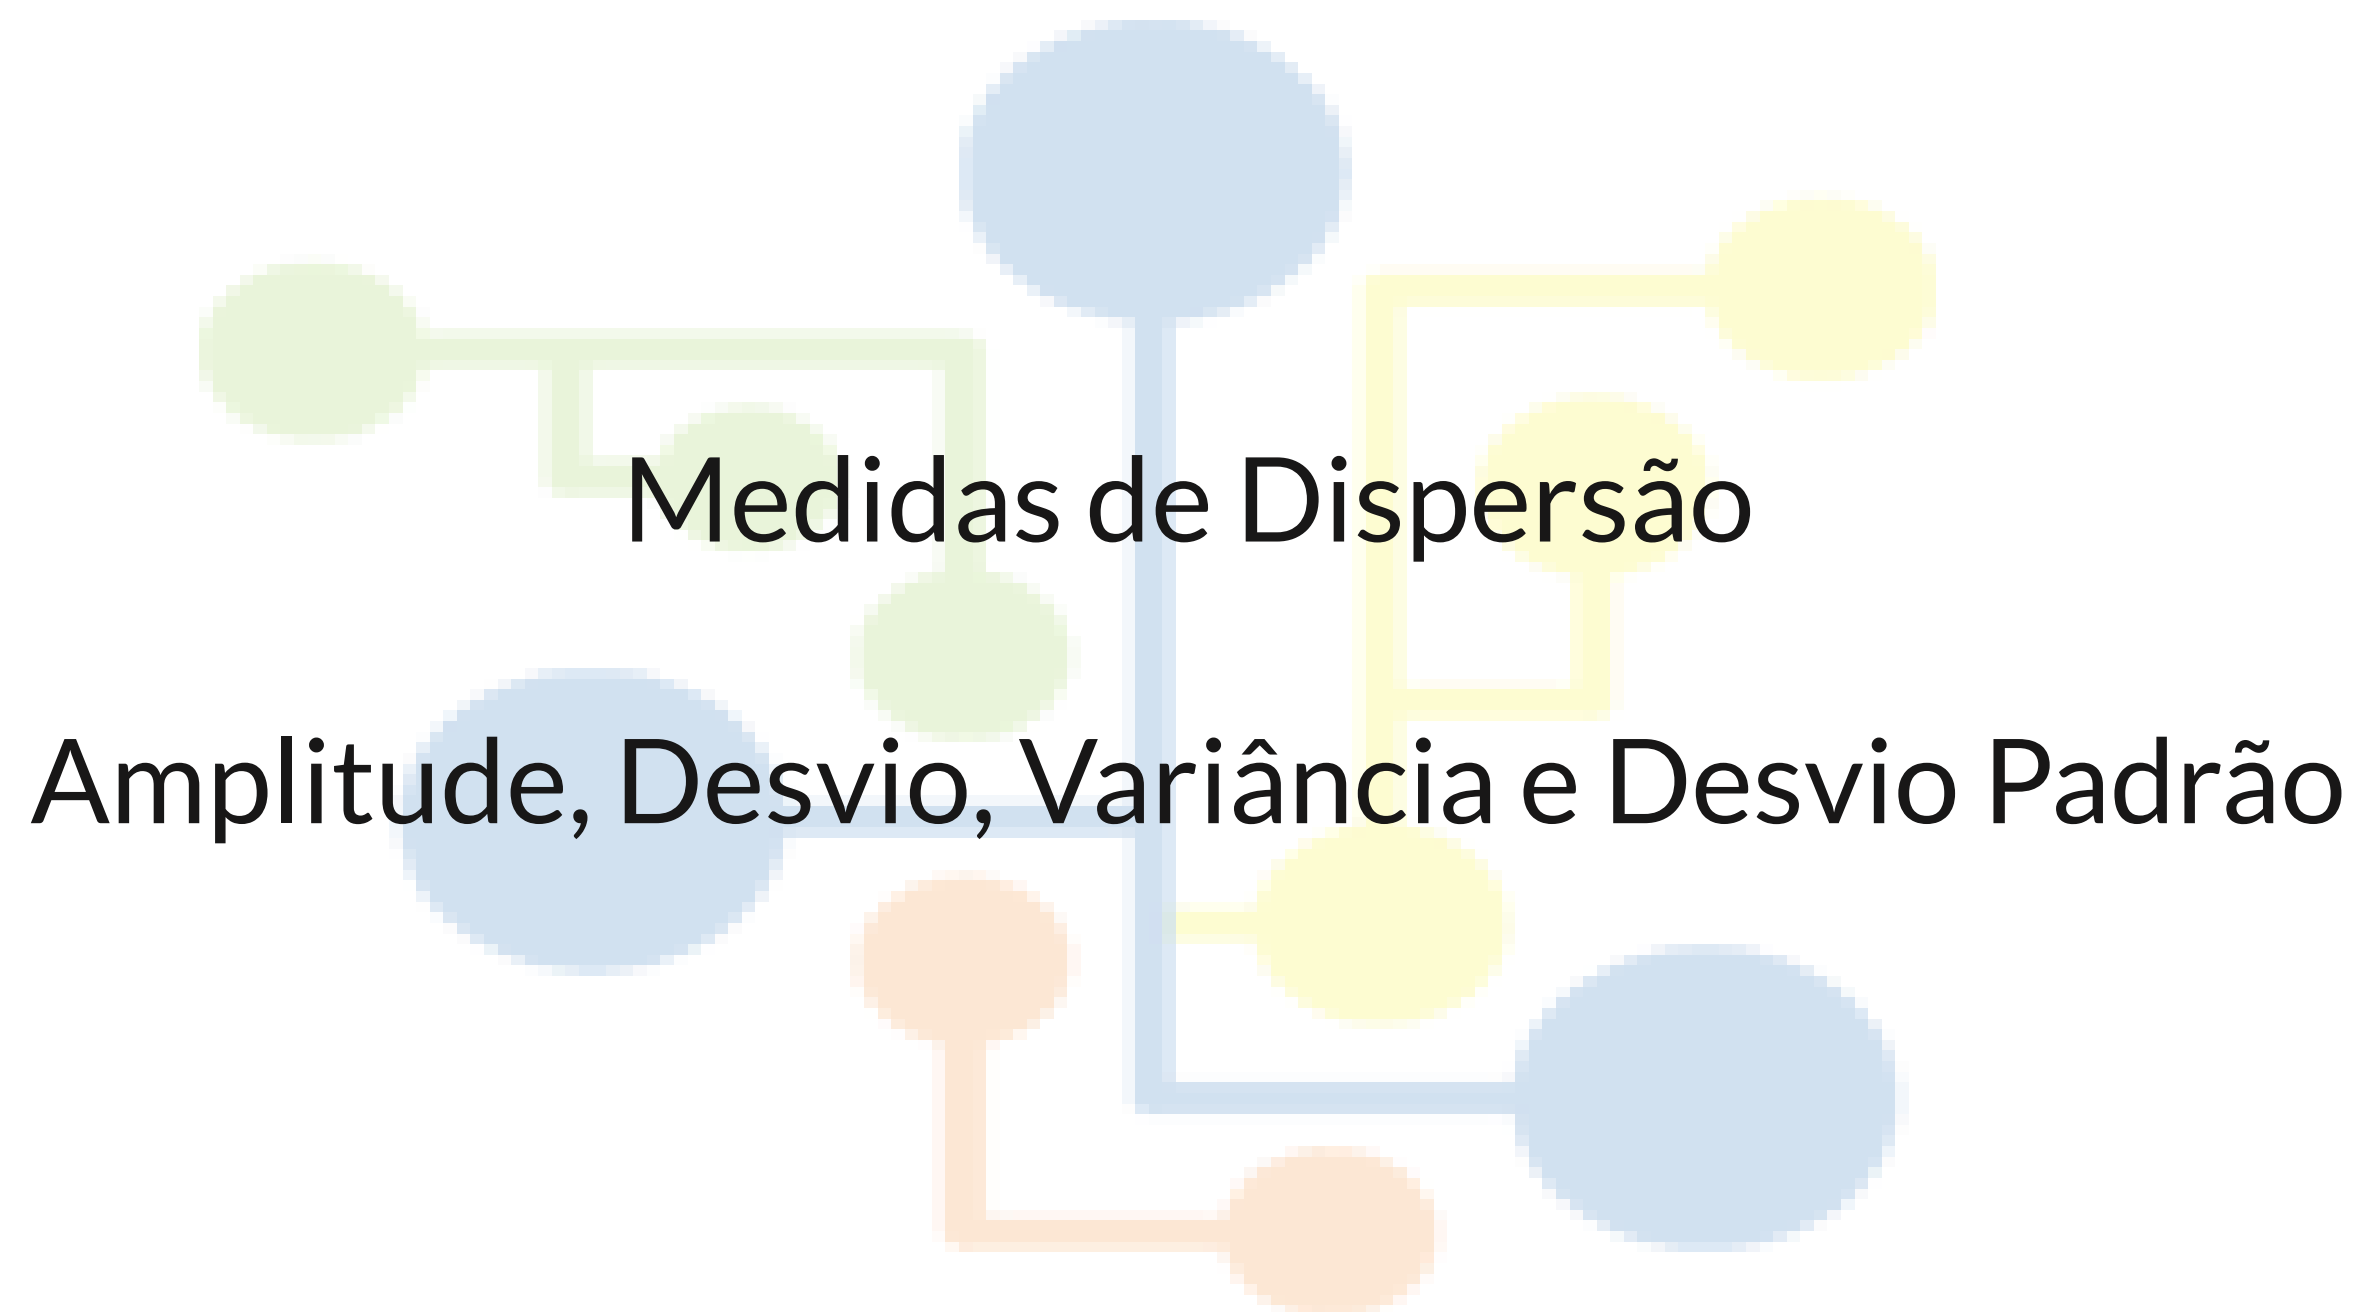 Medidas de Dispersão
Amplitude, Desvio, Variância e Desvio Padrão